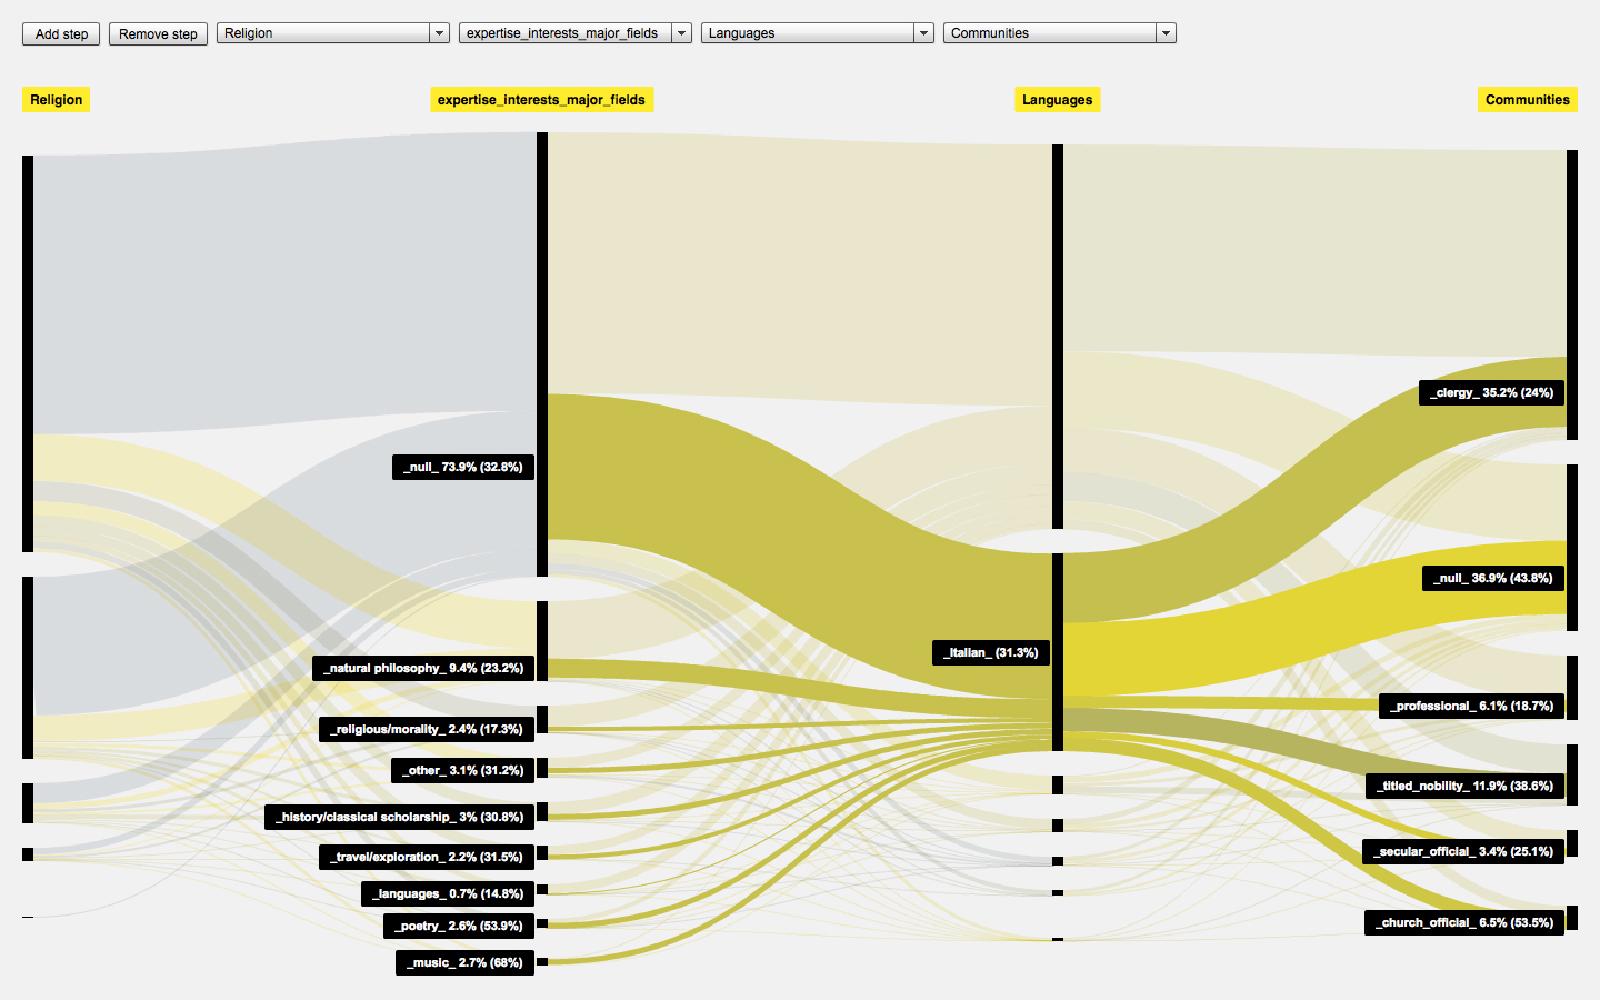 Add step
Remove step
Religion
expertise_interests_major_fields
Languages
Communities
Religion
expertise_interests_major_fields
Languages
Communities
_clergy_ 35.2% (24%)
_null_ 73.9% (32.8%)
_null_ 36.9% (43.8%)
_Italian_ (31.3%)
_natural philosophy_ 9.4% (23.2%)
_professional_ 6.1% (18.7%)
_religious/morality_ 2.4% (17.3%)
_other_ 3.1% (31.2%)
_titled_nobility_ 11.9% (38.6%)
_history/classical scholarship_ 3% (30.8%)
_secular_official_ 3.4% (25.1%)
_travel/exploration_ 2.2% (31.5%)
_languages_ 0.7% (14.8%)
_church_official_ 6.5% (53.5%)
_poetry_ 2.6% (53.9%)
_music_ 2.7% (68%)